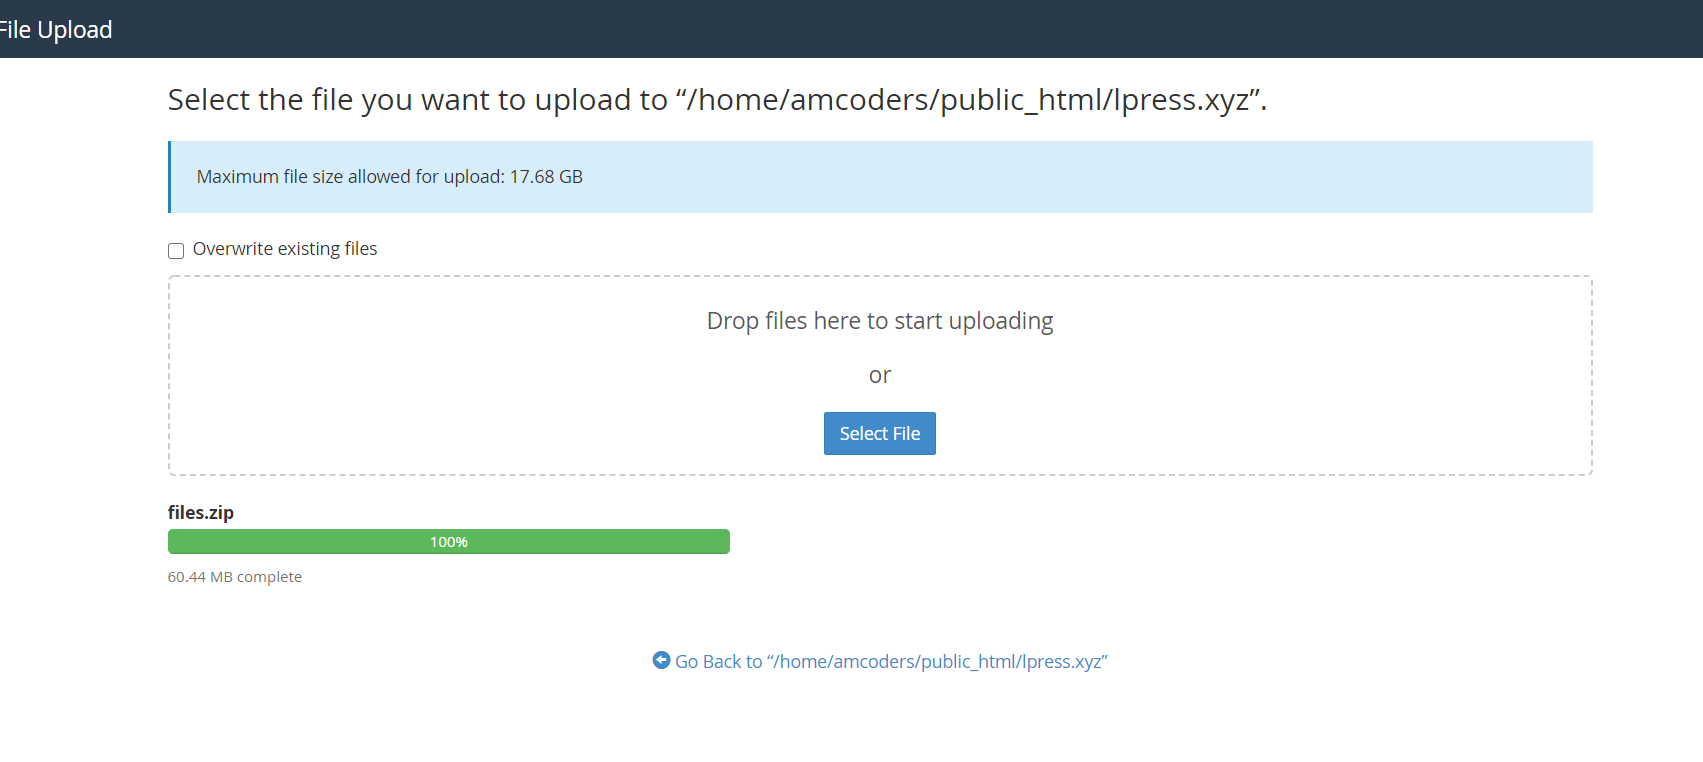 File Upload
Select the file you want to upload to “/home/amcoders/public_html/lpress.xyz”.
Maximum file size allowed for upload: 17.68 GB
Overwrite existing files
Drop files here to start uploading
or
Select File
files.zip
100%
60.44 MB complete
Go Back to “/home/amcoders/public_html/lpress.xyz”